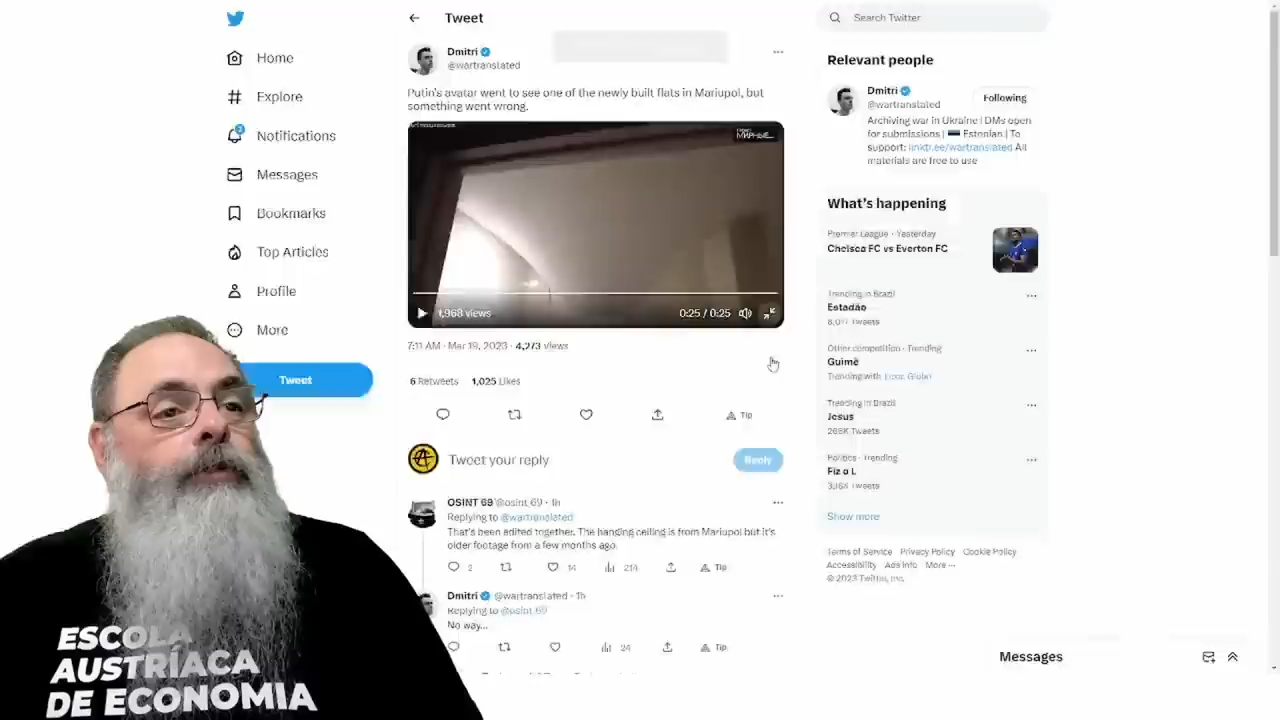 Home
Explore
Notifications
Messages
Bookmarks
Top Articles
Profile
More
Tweet
Tweet
Dmitri
@wartranslated
Putin's avatar went to see one of the newly built flats in Mariupol, but
something went wrong.
1,968 views
0:25 / 0:25
7:11 AM · Mar 19, 2023 · 4,273 views
6 Retweets 1,025 Likes
Tip
Tweet your reply
Reply
OSINT 69 @osint_69 · 1h
Replying to @wartranslated
That's been edited together. The hanging ceiling is from Mariupol but it's
older footage from a few months ago.
2
14
214
Tip
Dmitri @wartranslated · 1h
Replying to @osint_69
No way...
24
Tip
Search Twitter
Relevant people
Dmitri
@wartranslated
Following
Archiving war in Ukraine | DMs open
for submissions | Estonian | To
support: linktr.ee/wartranslated All
materials are free to use
What's happening
Premier League · Yesterday
Chelsea FC vs Everton FC
Trending in Brazil
Estadão
Tweets
Other competition · Trending
Guimê
Trending with
Trending in Brazil
Jesus
Tweets
Politics · Trending
Fiz o L
Tweets
Show more
Terms of Service Privacy Policy Cookie Policy
Accessibility Ads info More ...
© 2023 Twitter, Inc.
Messages
ESCOLA
AUSTRÍACA
DE ECONOMIA